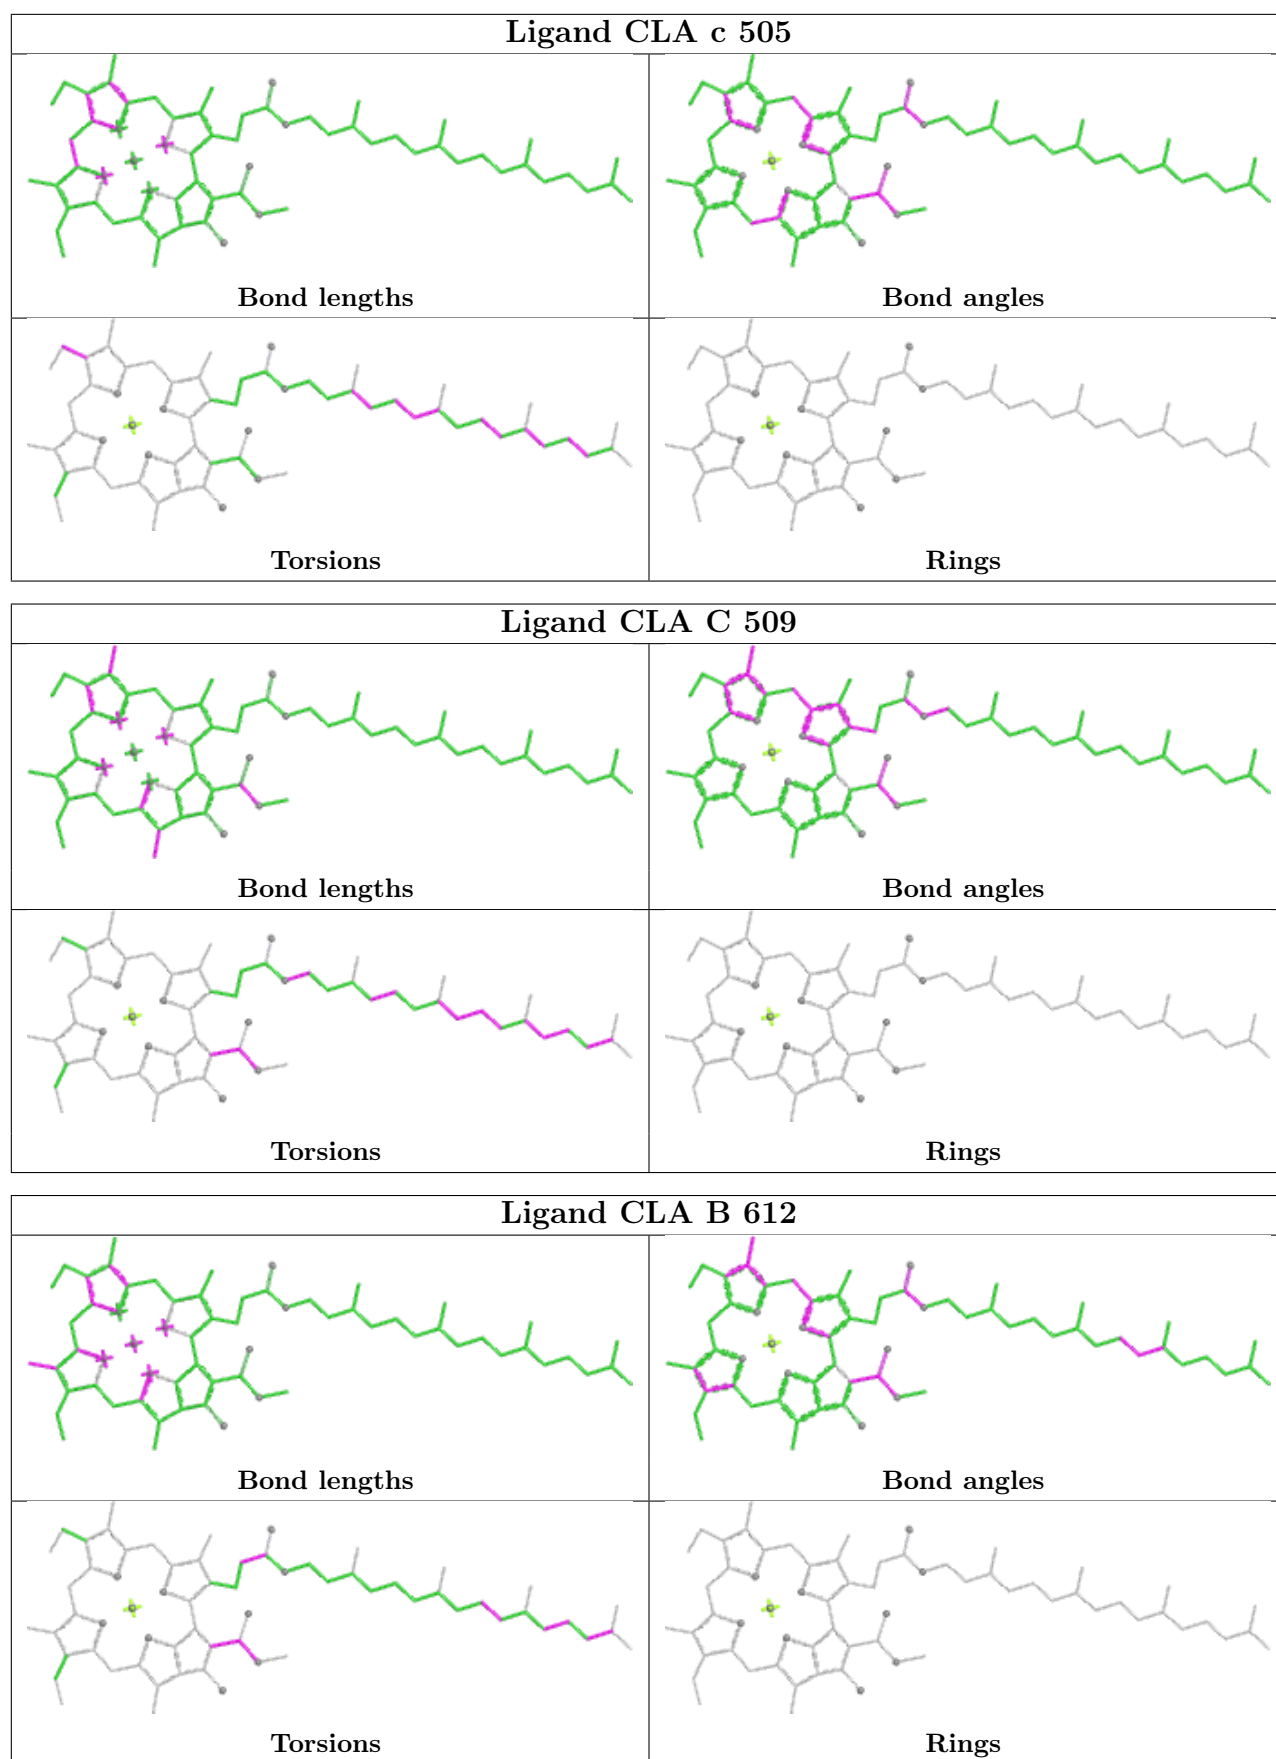 Ligand CLA c 505
Bond lengths
Bond angles
Torsions
Rings
Ligand CLA C 509
Bond lengths
Bond angles
Torsions
Rings
Ligand CLA B 612
Bond lengths
Bond angles
Torsions
Rings